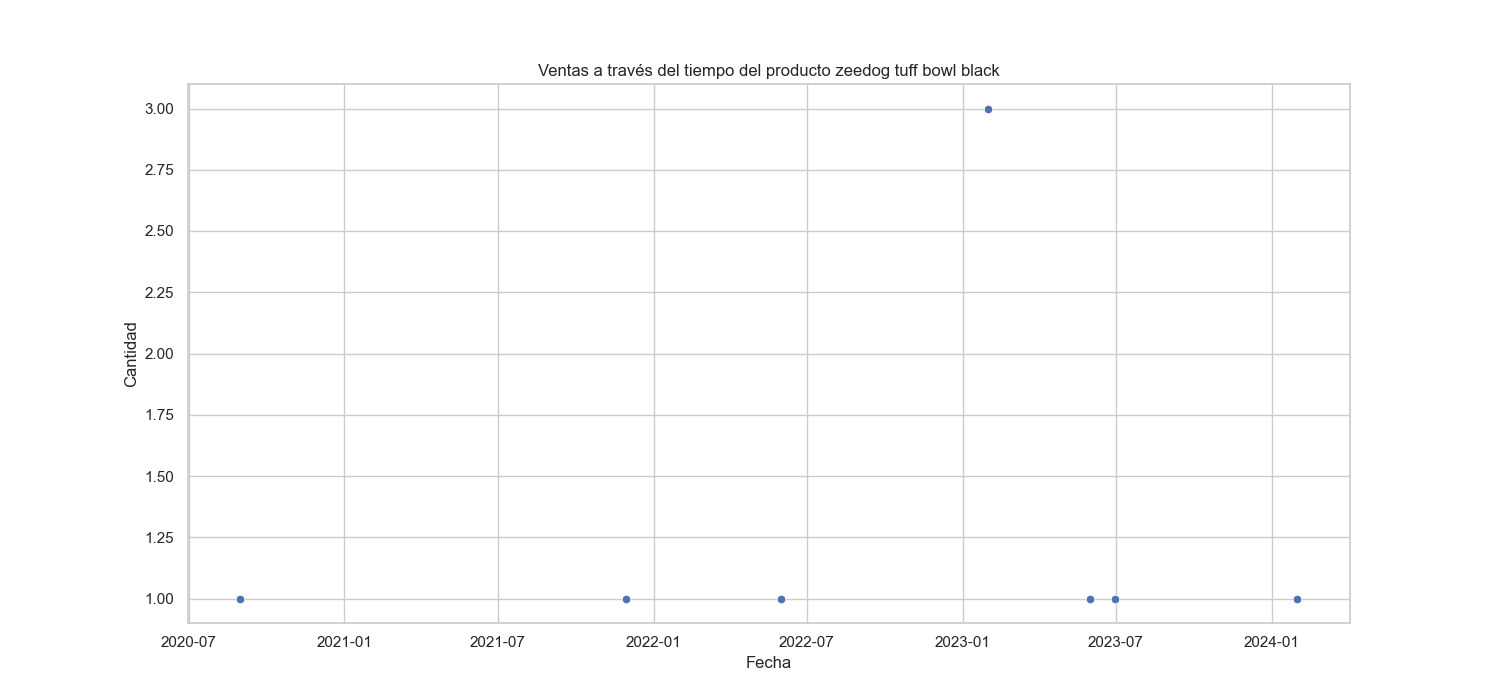 Ventas a través del tiempo del producto zeedog tuff bowl black
3.00
2.75
2.50
2.25
2.00
1.75
1.50
1.25
1.00
Cantidad
2020-07 2021-01 2021-07 2022-01 2022-07 2023-01 2023-07 2024-01
Fecha